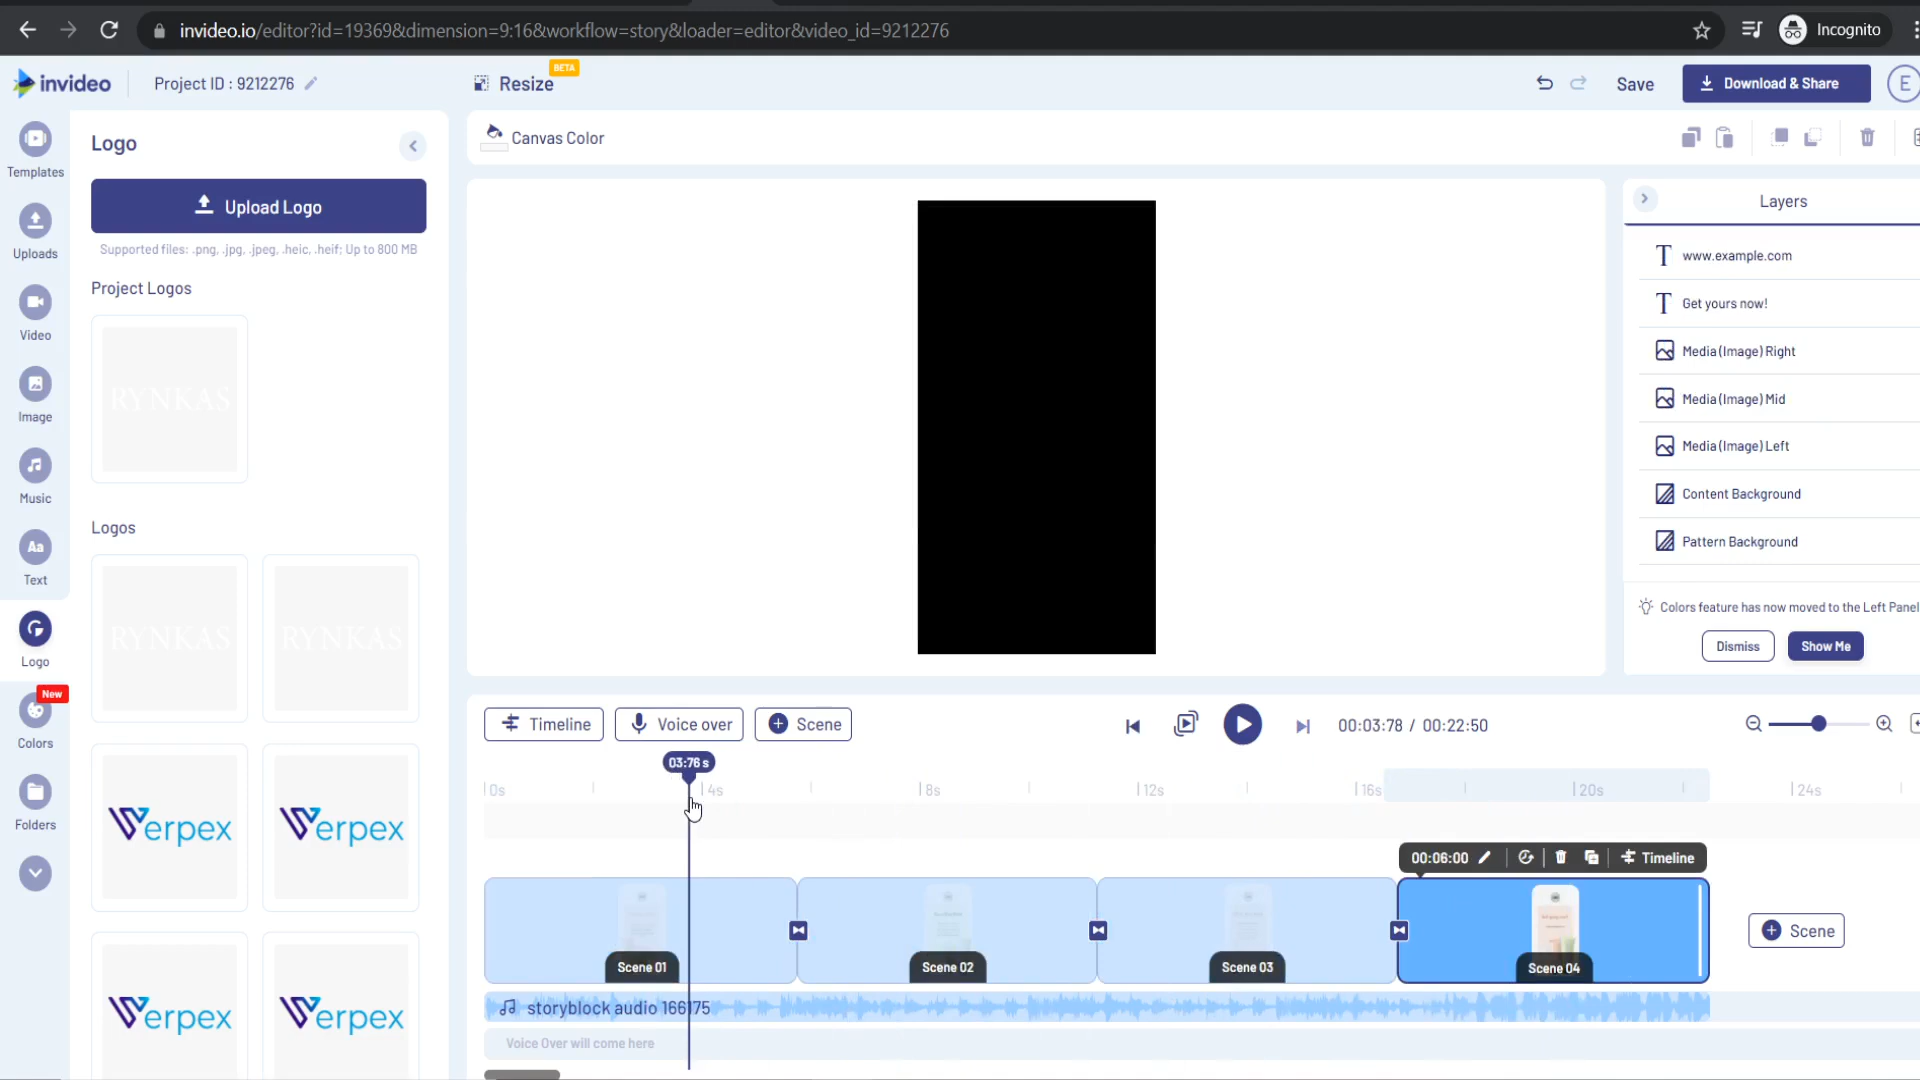 invideo.io/editor?id=19369&dimension=9:16&workflow=story&loader=editor&video_id=9212276
Incognito
invideo
Project ID : 9212276
Resize
BETA
Save
Download & Share
E
Templates
Uploads
Video
Image
Music
Text
Aa
Logo
New
Colors
Folders
Logo
Upload Logo
Supported files: .png, .jpg, .jpeg, .heic, .heif; Up to 800 MB
Project Logos
RYNKAS
Logos
RYNKAS
RYNKAS
Verpex
Verpex
Verpex
Verpex
Canvas Color
Layers
www.example.com
Get yours now!
Media(Image) Right
Media(Image) Mid
Media(Image) Left
Content Background
Pattern Background
Colors feature has now moved to the Left Panel
Dismiss
Show Me
Timeline
Voice over
Scene
00:03:78 / 00:22:50
03:76 s
0s
4s
8s
12s
16s
20s
24s
00:06:00
Timeline
Scene 01
Scene 02
Scene 03
Scene 04
Scene
storyblock audio 166175
Voice Over will come here